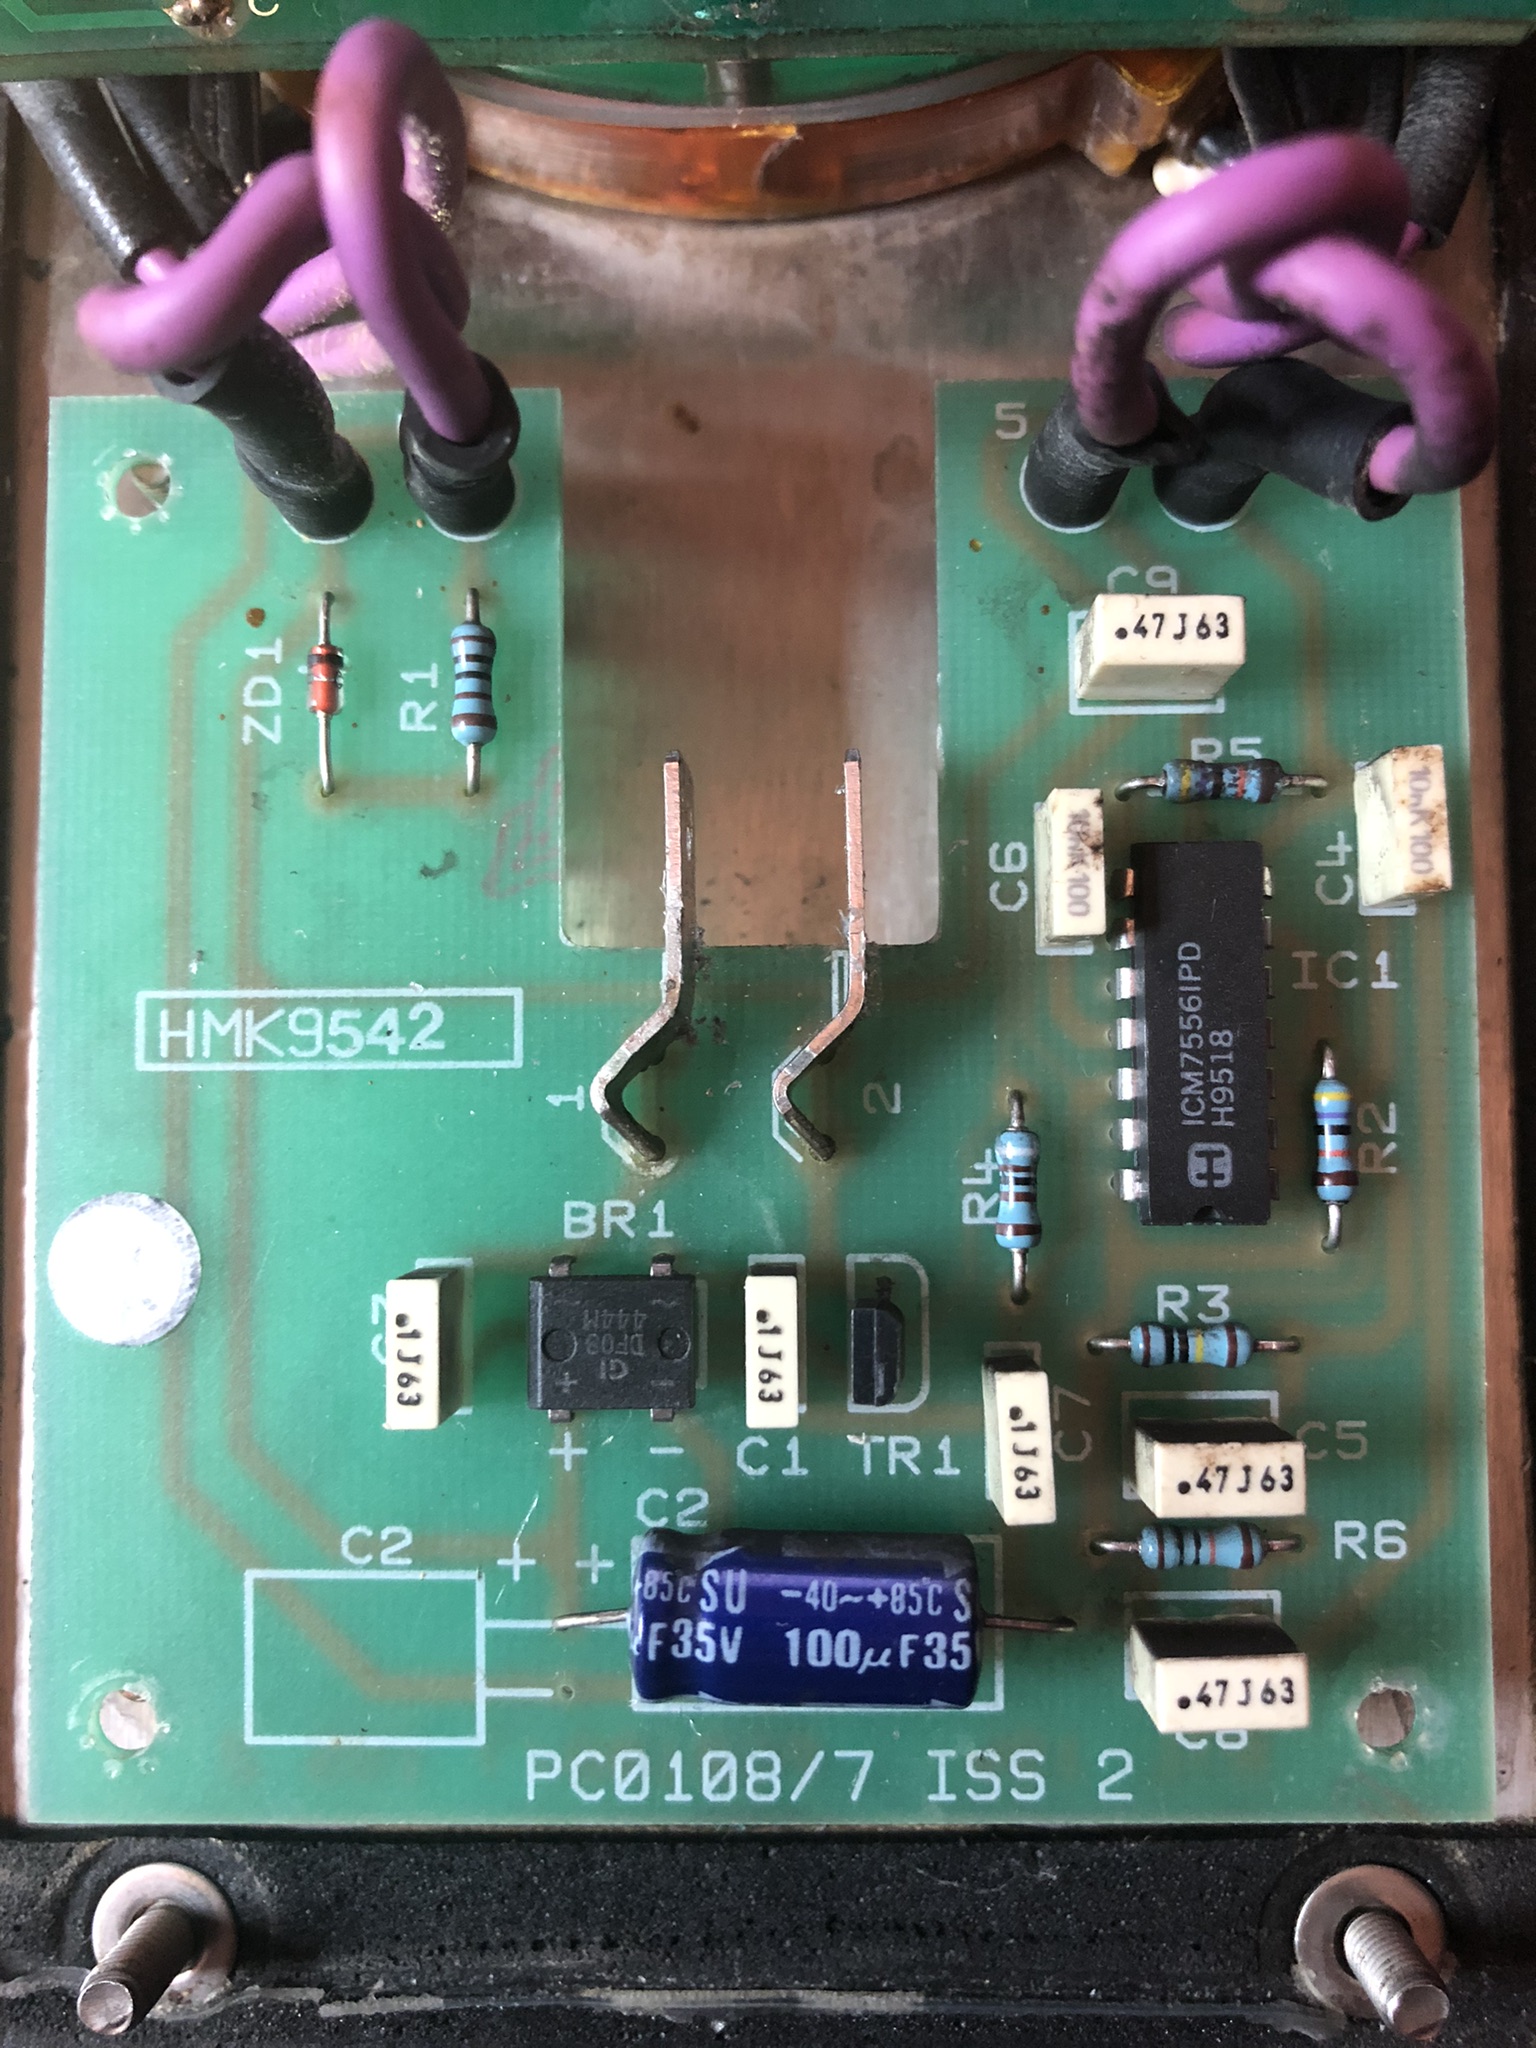 C
5
C9
.47J63
ZD1
R1
R5
10nK100
C6
C4
IC1
ICM7556IPD
H9518
HMK9542
1
2
R4
R2
BR1
.1J63
444M
GI
+
-
.1J63
C1
TR1
R3
.1J63
C7
C5
.47J63
C2
C2
+
+
R6
85C SU -40~+85C S
F35V 100µF35
.47J63
PC0108/7 ISS 2